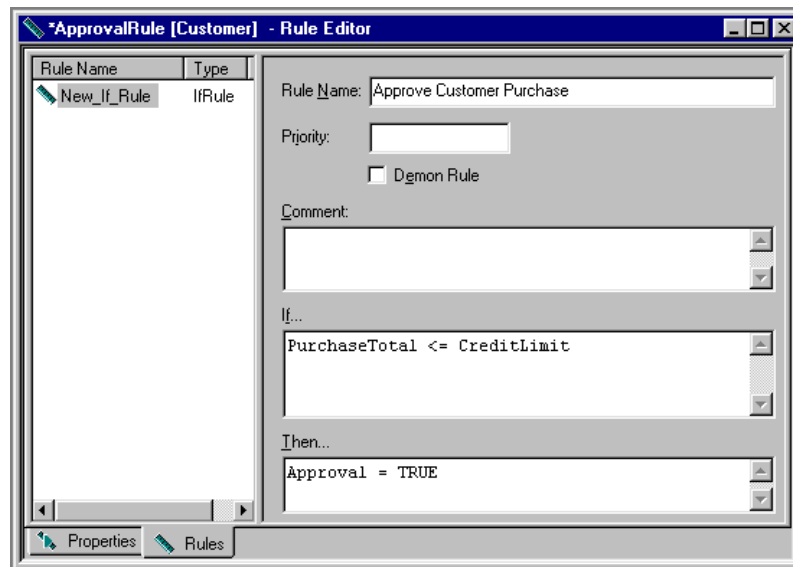 *ApprovalRule [Customer] - Rule Editor
Rule Name Type
New_If_Rule IfRule
Rule Name: Approve Customer Purchase
Priority:
Demon Rule
Comment:
If...
PurchaseTotal <= CreditLimit
Then...
Approval = TRUE
Properties Rules